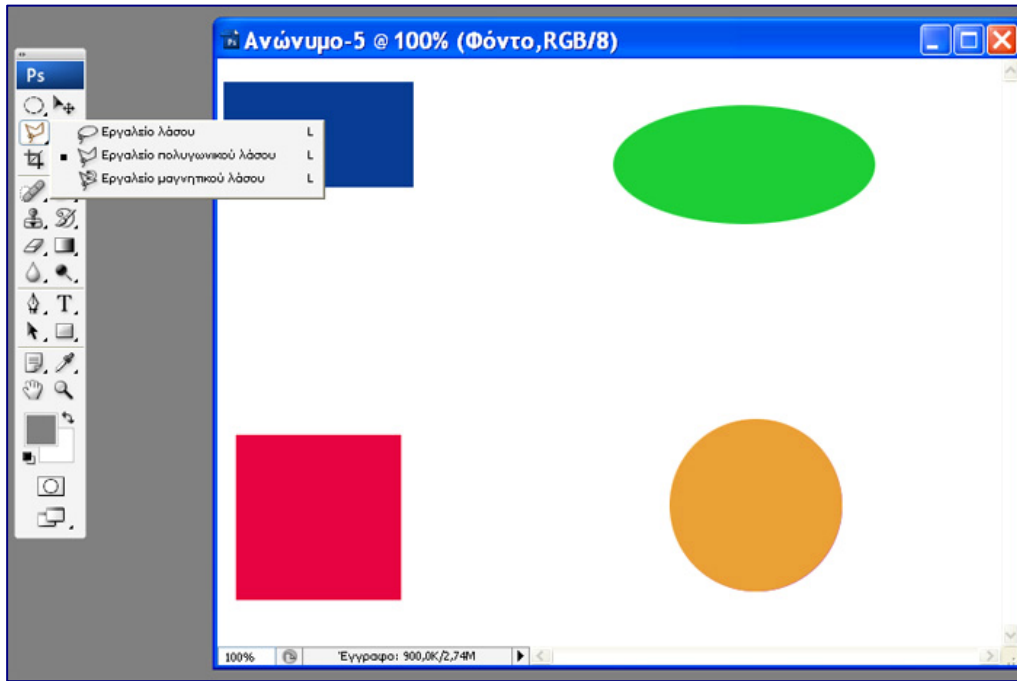 Ανώνυμο-5 @ 100% (Φόντο,RGB/8)
Ps
Εργαλείο λάσου L
Εργαλείο πολυγωνικού λάσου L
Εργαλείο μαγνητικού λάσου L
T
100% Έγγραφο: 900,0K/2,74M